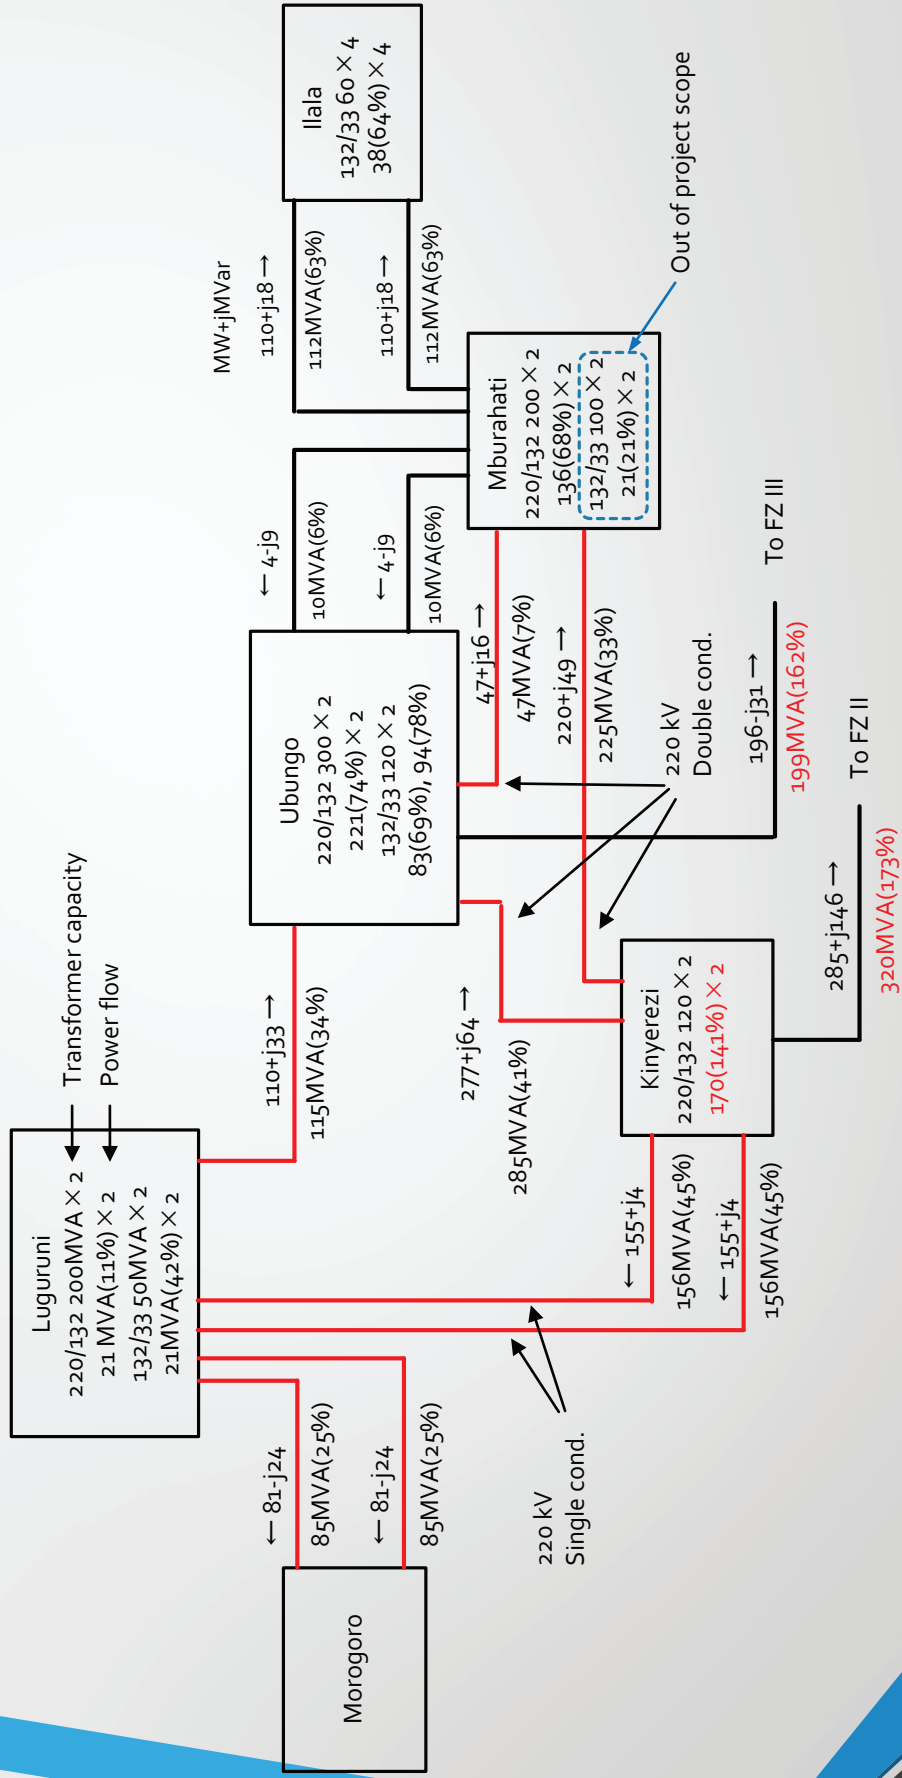 Luguruni
220/132 200MVA × 2
21 MVA(11%) × 2
132/33 50MVA × 2
21MVA(42%) × 2
Transformer capacity
Power flow
Morogoro
← 81-j24
85MVA(25%)
← 81-j24
85MVA(25%)
220 kV
Single cond.
110+j33 →
115MVA(34%)
← 155+j4
156MVA(45%)
← 155+j4
156MVA(45%)
Kinyerezi
220/132 120 × 2
170(141%) × 2
277+j64 →
285MVA(41%)
Ubungo
220/132 300 × 2
221(74%) × 2
132/33 120 × 2
83(69%), 94(78%)
← 4-j9
10MVA(6%)
← 4-j9
10MVA(6%)
47+j16 →
47MVA(7%)
220+j49 →
225MVA(33%)
220 kV
Double cond.
196-j31 →
199MVA(162%)
To FZ III
285+j146 →
320MVA(173%)
To FZ II
Mburahati
220/132 200 × 2
136(68%) × 2
132/33 100 × 2
21(21%) × 2
Out of project scope
MW+jMVar
110+j18 →
112MVA(63%)
110+j18 →
112MVA(63%)
Ilala
132/33 60 × 4
38(64%) × 4